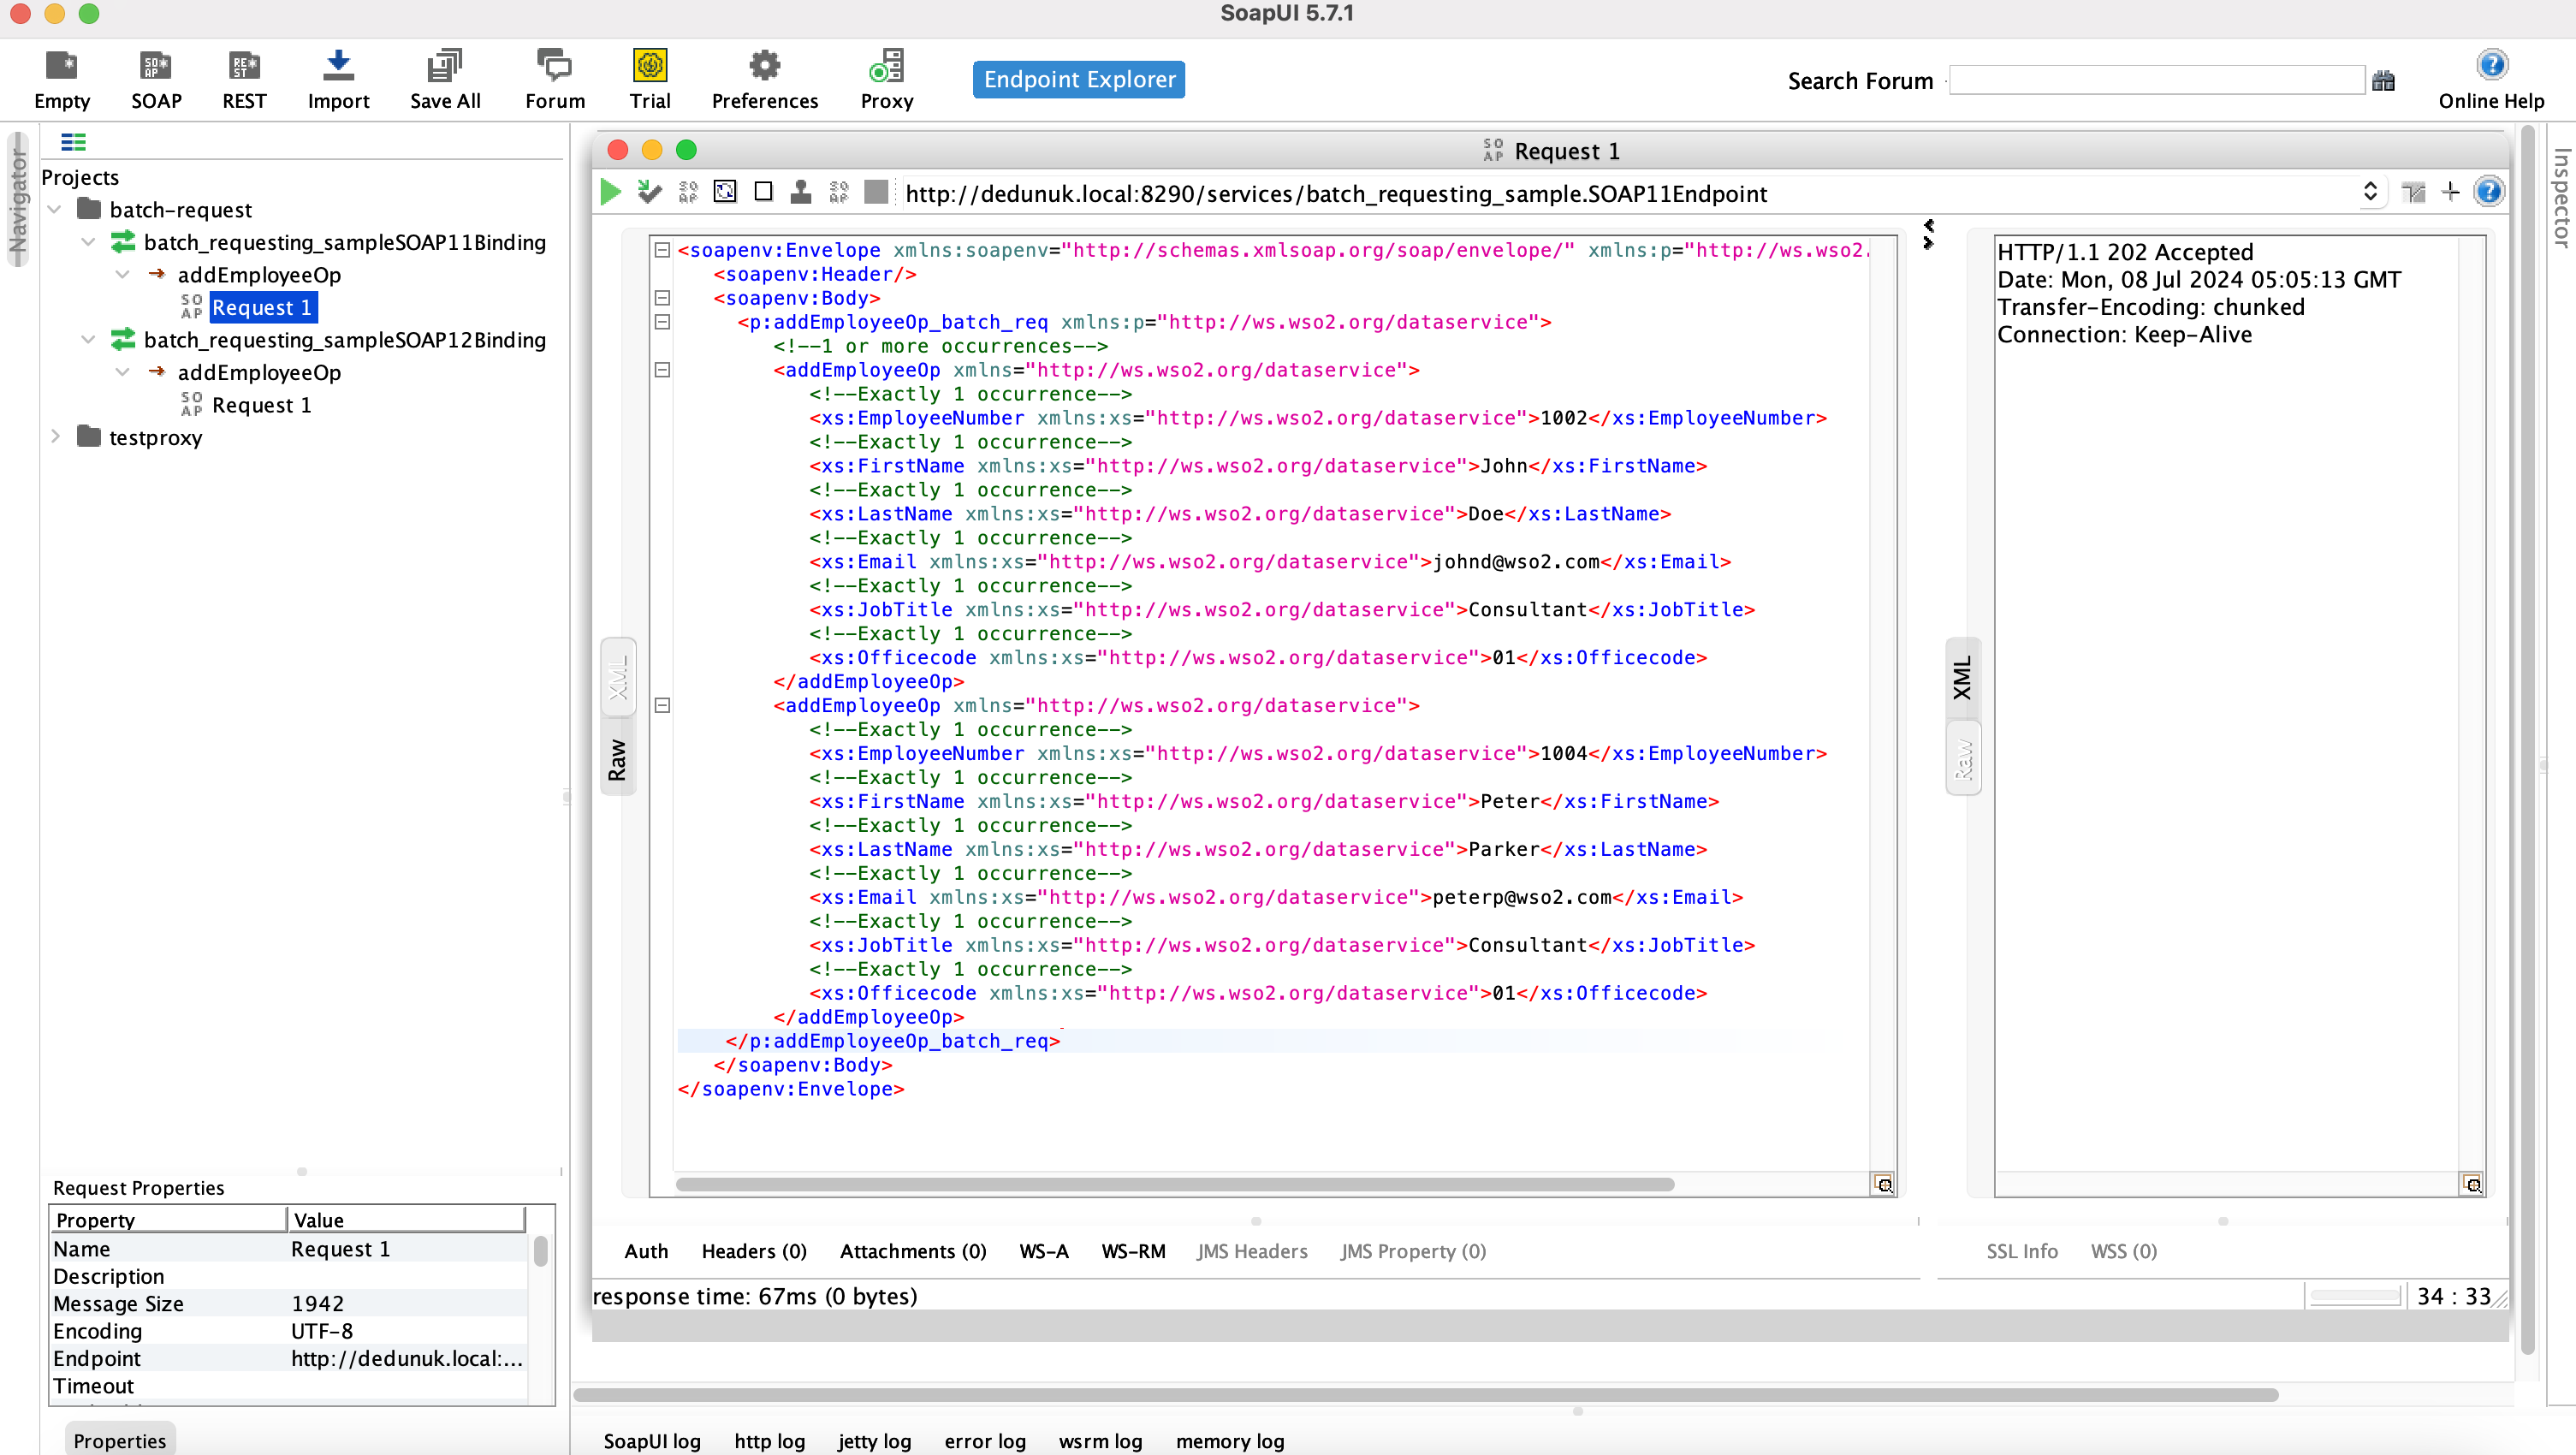 SoapUI 5.7.1
Empty
SOAP
REST
Import
Save All
Forum
Trial
Preferences
Proxy
Endpoint Explorer
Search Forum
Online Help
Navigator
Projects
batch-request
batch_requesting_sampleSOAP11Binding
addEmployeeOp
Request 1
batch_requesting_sampleSOAP12Binding
addEmployeeOp
Request 1
testproxy
Request Properties
Property Value
Name Request 1
Description
Message Size 1942
Encoding UTF-8
Endpoint http://dedunuk.local:...
Timeout
Properties
Request 1
http://dedunuk.local:8290/services/batch_requesting_sample.SOAP11Endpoint
XML
Raw
<soapenv:Envelope xmlns:soapenv="http://schemas.xmlsoap.org/soap/envelope/" xmlns:p="http://ws.wso2.
<soapenv:Header/>
<soapenv:Body>
<p:addEmployeeOp_batch_req xmlns:p="http://ws.wso2.org/dataservice">
<!--1 or more occurrences-->
<addEmployeeOp xmlns="http://ws.wso2.org/dataservice">
<!--Exactly 1 occurrence-->
<xs:EmployeeNumber xmlns:xs="http://ws.wso2.org/dataservice">1002</xs:EmployeeNumber>
<!--Exactly 1 occurrence-->
<xs:FirstName xmlns:xs="http://ws.wso2.org/dataservice">John</xs:FirstName>
<!--Exactly 1 occurrence-->
<xs:LastName xmlns:xs="http://ws.wso2.org/dataservice">Doe</xs:LastName>
<!--Exactly 1 occurrence-->
<xs:Email xmlns:xs="http://ws.wso2.org/dataservice">johnd@wso2.com</xs:Email>
<!--Exactly 1 occurrence-->
<xs:JobTitle xmlns:xs="http://ws.wso2.org/dataservice">Consultant</xs:JobTitle>
<!--Exactly 1 occurrence-->
<xs:Officecode xmlns:xs="http://ws.wso2.org/dataservice">01</xs:Officecode>
</addEmployeeOp>
<addEmployeeOp xmlns="http://ws.wso2.org/dataservice">
<!--Exactly 1 occurrence-->
<xs:EmployeeNumber xmlns:xs="http://ws.wso2.org/dataservice">1004</xs:EmployeeNumber>
<!--Exactly 1 occurrence-->
<xs:FirstName xmlns:xs="http://ws.wso2.org/dataservice">Peter</xs:FirstName>
<!--Exactly 1 occurrence-->
<xs:LastName xmlns:xs="http://ws.wso2.org/dataservice">Parker</xs:LastName>
<!--Exactly 1 occurrence-->
<xs:Email xmlns:xs="http://ws.wso2.org/dataservice">peterp@wso2.com</xs:Email>
<!--Exactly 1 occurrence-->
<xs:JobTitle xmlns:xs="http://ws.wso2.org/dataservice">Consultant</xs:JobTitle>
<!--Exactly 1 occurrence-->
<xs:Officecode xmlns:xs="http://ws.wso2.org/dataservice">01</xs:Officecode>
</addEmployeeOp>
</p:addEmployeeOp_batch_req>
</soapenv:Body>
</soapenv:Envelope>
XML
Raw
HTTP/1.1 202 Accepted
Date: Mon, 08 Jul 2024 05:05:13 GMT
Transfer-Encoding: chunked
Connection: Keep-Alive
Inspector
Auth Headers (0) Attachments (0) WS-A WS-RM JMS Headers JMS Property (0)
SSL Info WSS (0)
response time: 67ms (0 bytes)
34 : 33
SoapUI log http log jetty log error log wsrm log memory log